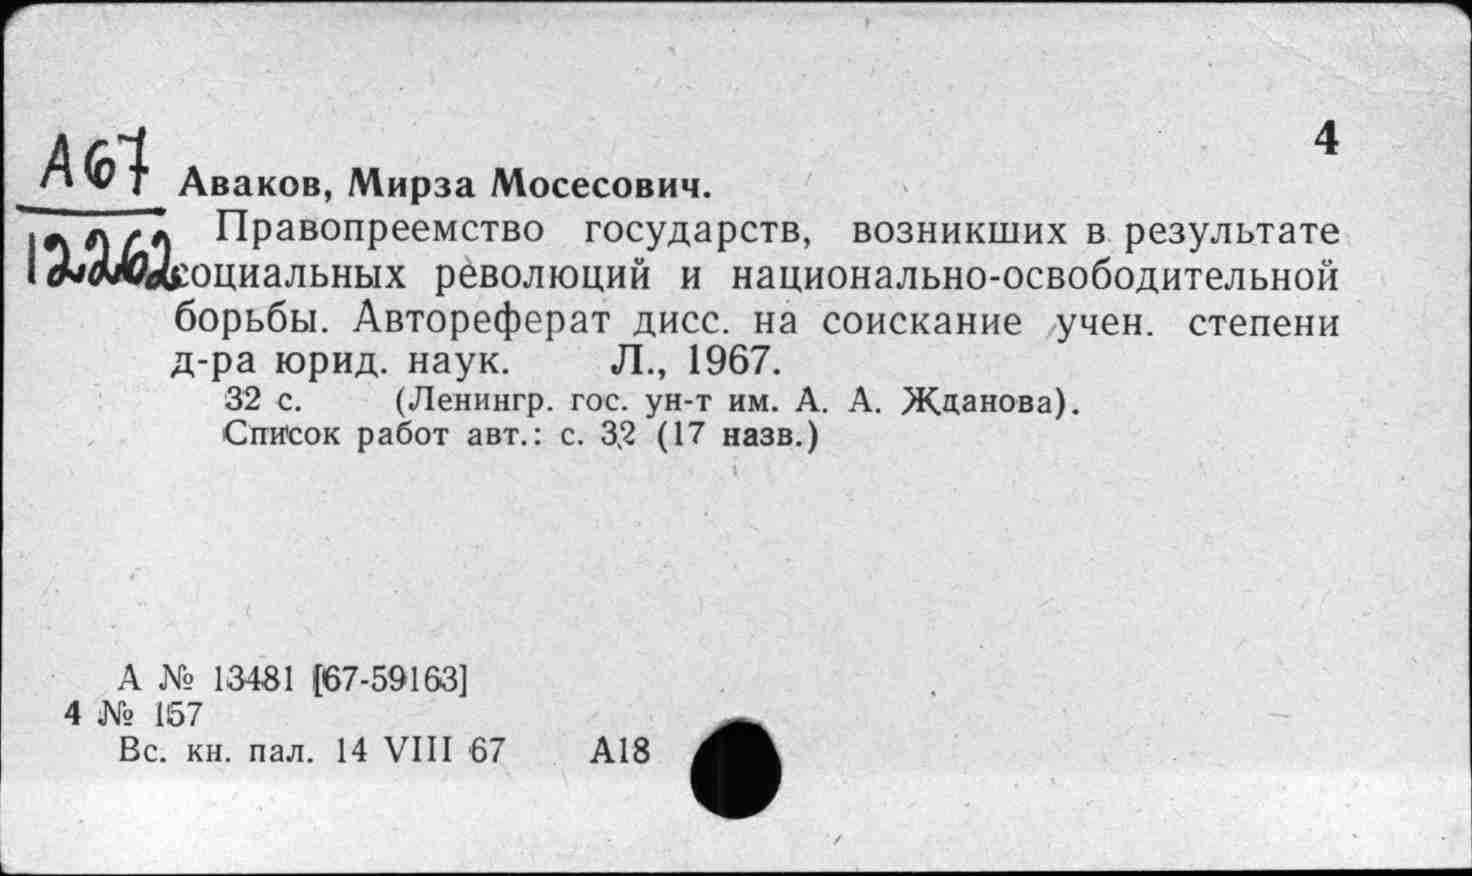 4
А67
Аваков, Мирза Мосесович.
12262
Правопреемство государств, возникших в результате
социальных революций и национально-освободительной
борьбы. Автореферат дисс. на соискание учен. степени
д-ра юрид. наук. Л., 1967.
32 с. (Ленингр. гос. ун-т им. А. А. Жданова).
Список работ авт.: с. 32 (17 назв.)
А № 13481 [67-59163]
4 № 157
Вс. кн. пал. 14 VIII 67 А18